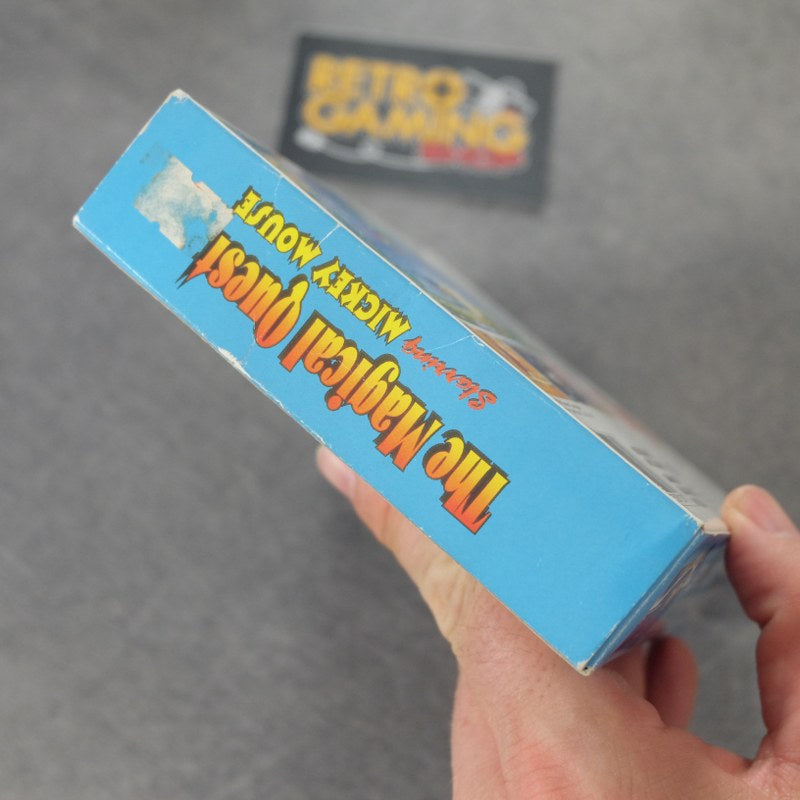 The Magical Quest
Starring MICKEY MOUSE
RETRO
GAMING